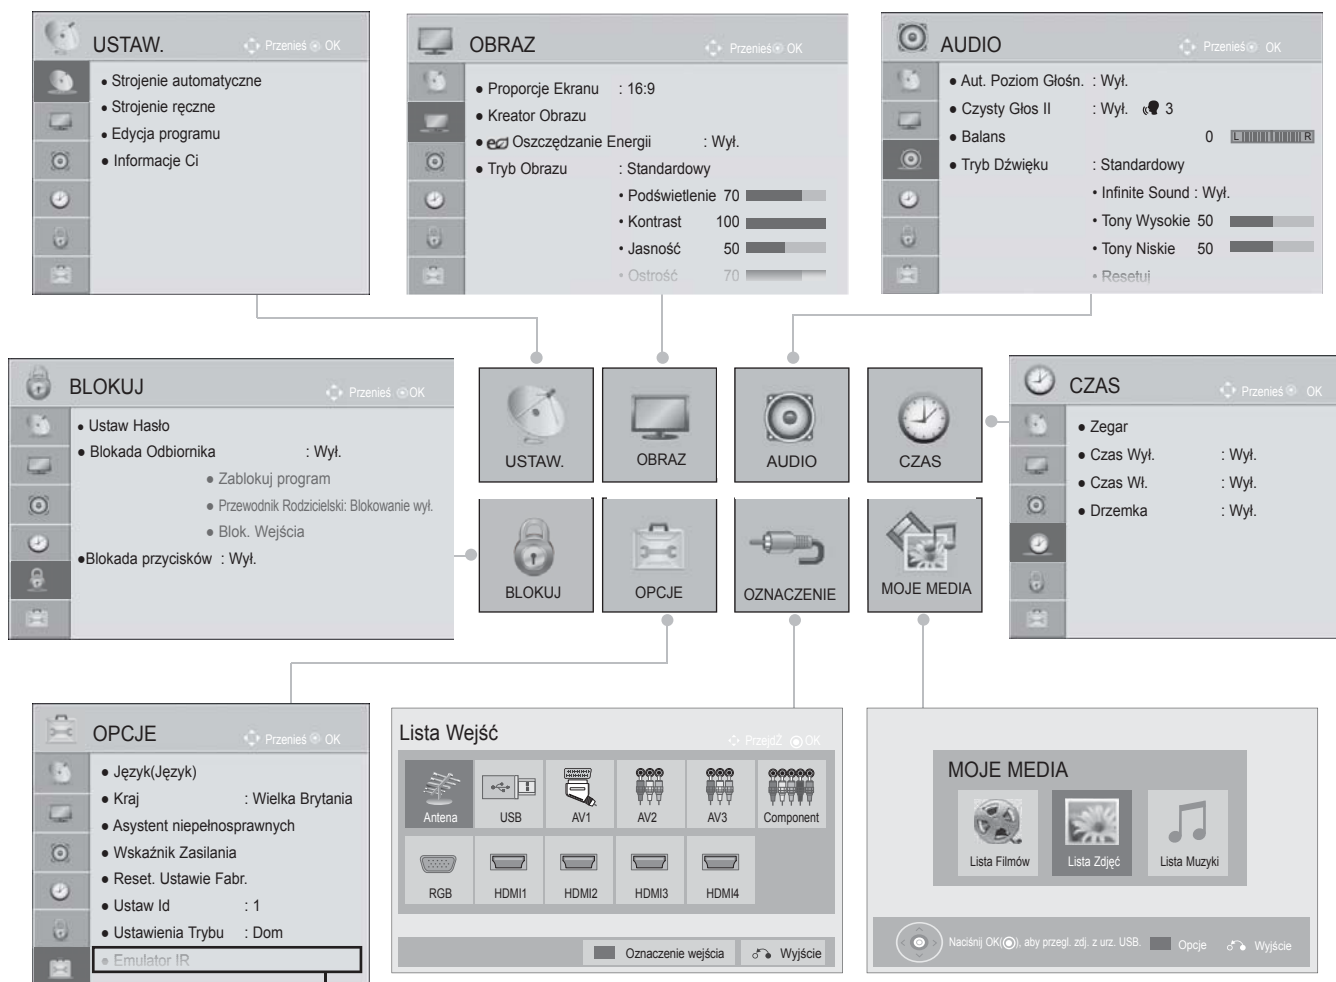 USTAW.
Przenieś OK
● Strojenie automatyczne
● Strojenie ręczne
● Edycja programu
● Informacje Ci
OBRAZ
Przenieś OK
● Proporcje Ekranu : 16:9
● Kreator Obrazu
● eco Oszczędzanie Energii : Wył.
● Tryb Obrazu : Standardowy
• Podświetlenie 70
• Kontrast 100
• Jasność 50
• Ostrość 70
AUDIO
Przenieś OK
● Aut. Poziom Głośn. : Wył.
● Czysty Głos II : Wył. 3
● Balans 0 L R
● Tryb Dźwięku : Standardowy
• Infinite Sound : Wył.
• Tony Wysokie 50
• Tony Niskie 50
• Resetuj
BLOKUJ
Przenieś OK
● Ustaw Hasło
● Blokada Odbiornika : Wył.
● Zablokuj program
● Przewodnik Rodzicielski: Blokowanie wył.
● Blok. Wejścia
●Blokada przycisków : Wył.
USTAW.
OBRAZ
AUDIO
CZAS
BLOKUJ
OPCJE
OZNACZENIE
MOJE MEDIA
CZAS
Przenieś OK
● Zegar
● Czas Wył. : Wył.
● Czas Wł. : Wył.
● Drzemka : Wył.
OPCJE
Przenieś OK
● Język(Język)
● Kraj : Wielka Brytania
● Asystent niepełnosprawnych
● Wskaźnik Zasilania
● Reset. Ustawie Fabr.
● Ustaw Id : 1
● Ustawienia Trybu : Dom
● Emulator IR
Lista Wejść
PrzejdŹ OK
Antena
USB
AV1
AV2
AV3
Component
RGB
HDMI1
HDMI2
HDMI3
HDMI4
Oznaczenie wejścia
Wyjście
MOJE MEDIA
Lista Filmów
Lista Zdjęć
Lista Muzyki
Naciśnij OK(◉), aby przegl. zdj. z urz. USB.
Opcje
Wyjście